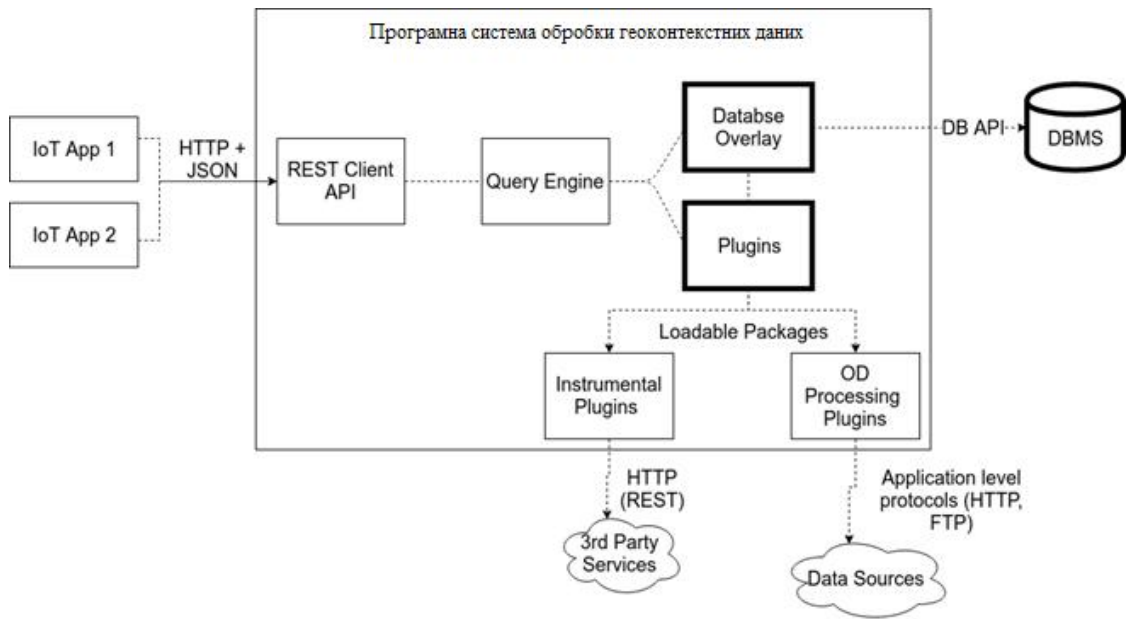 Програмна система обробки геоконтекстних даних
IoT App 1
IoT App 2
HTTP +
JSON
REST Client
API
Query Engine
Databse
Overlay
Plugins
DB API
DBMS
Loadable Packages
Instrumental
Plugins
OD
Processing
Plugins
HTTP
(REST)
Application level
protocols (HTTP,
FTP)
3rd Party
Services
Data Sources